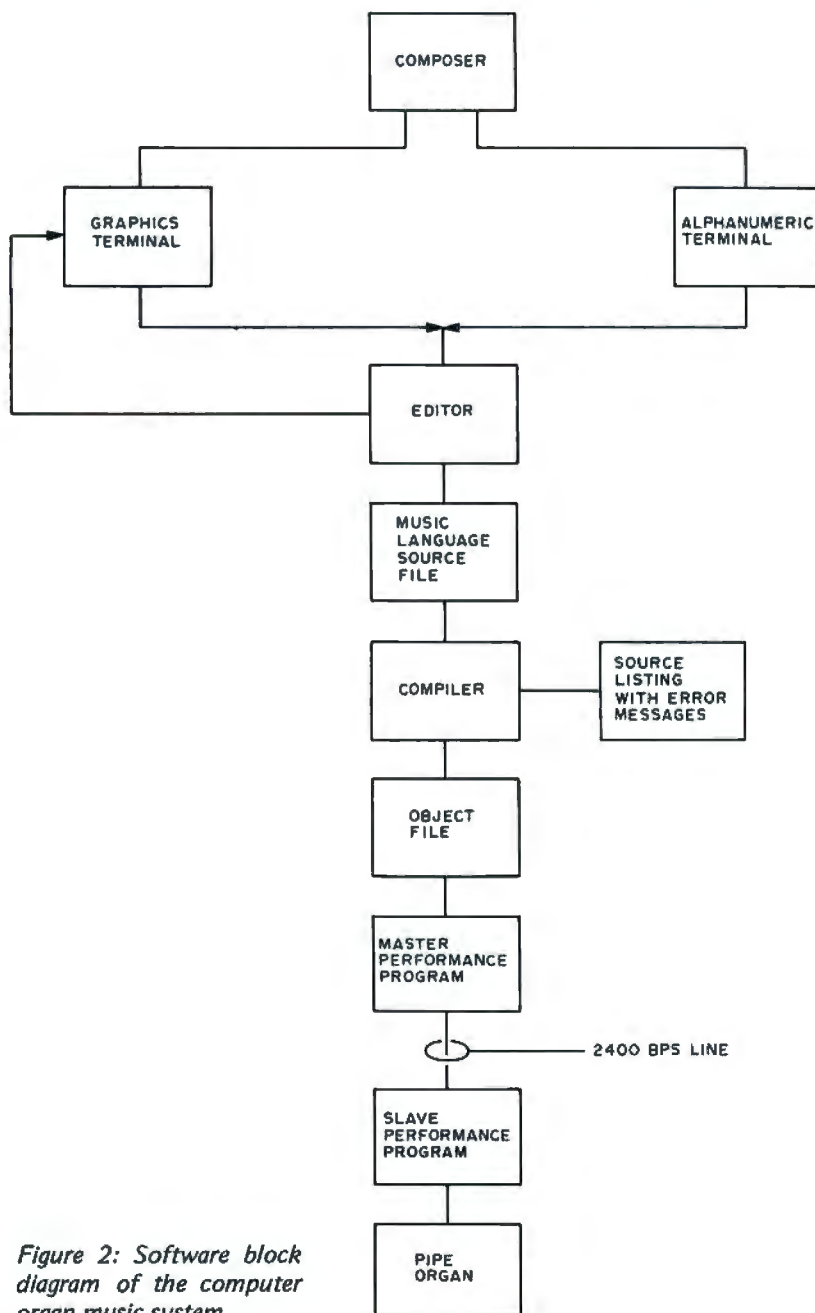 COMPOSER
GRAPHICS
TERMINAL
ALPHANUMERIC
TERMINAL
EDITOR
MUSIC
LANGUAGE
SOURCE
FILE
COMPILER
SOURCE
LISTING
WITH ERROR
MESSAGES
OBJECT
FILE
MASTER
PERFORMANCE
PROGRAM
2400 BPS LINE
SLAVE
PERFORMANCE
PROGRAM
PIPE
ORGAN
Figure 2: Software block
diagram of the computer
organ music system